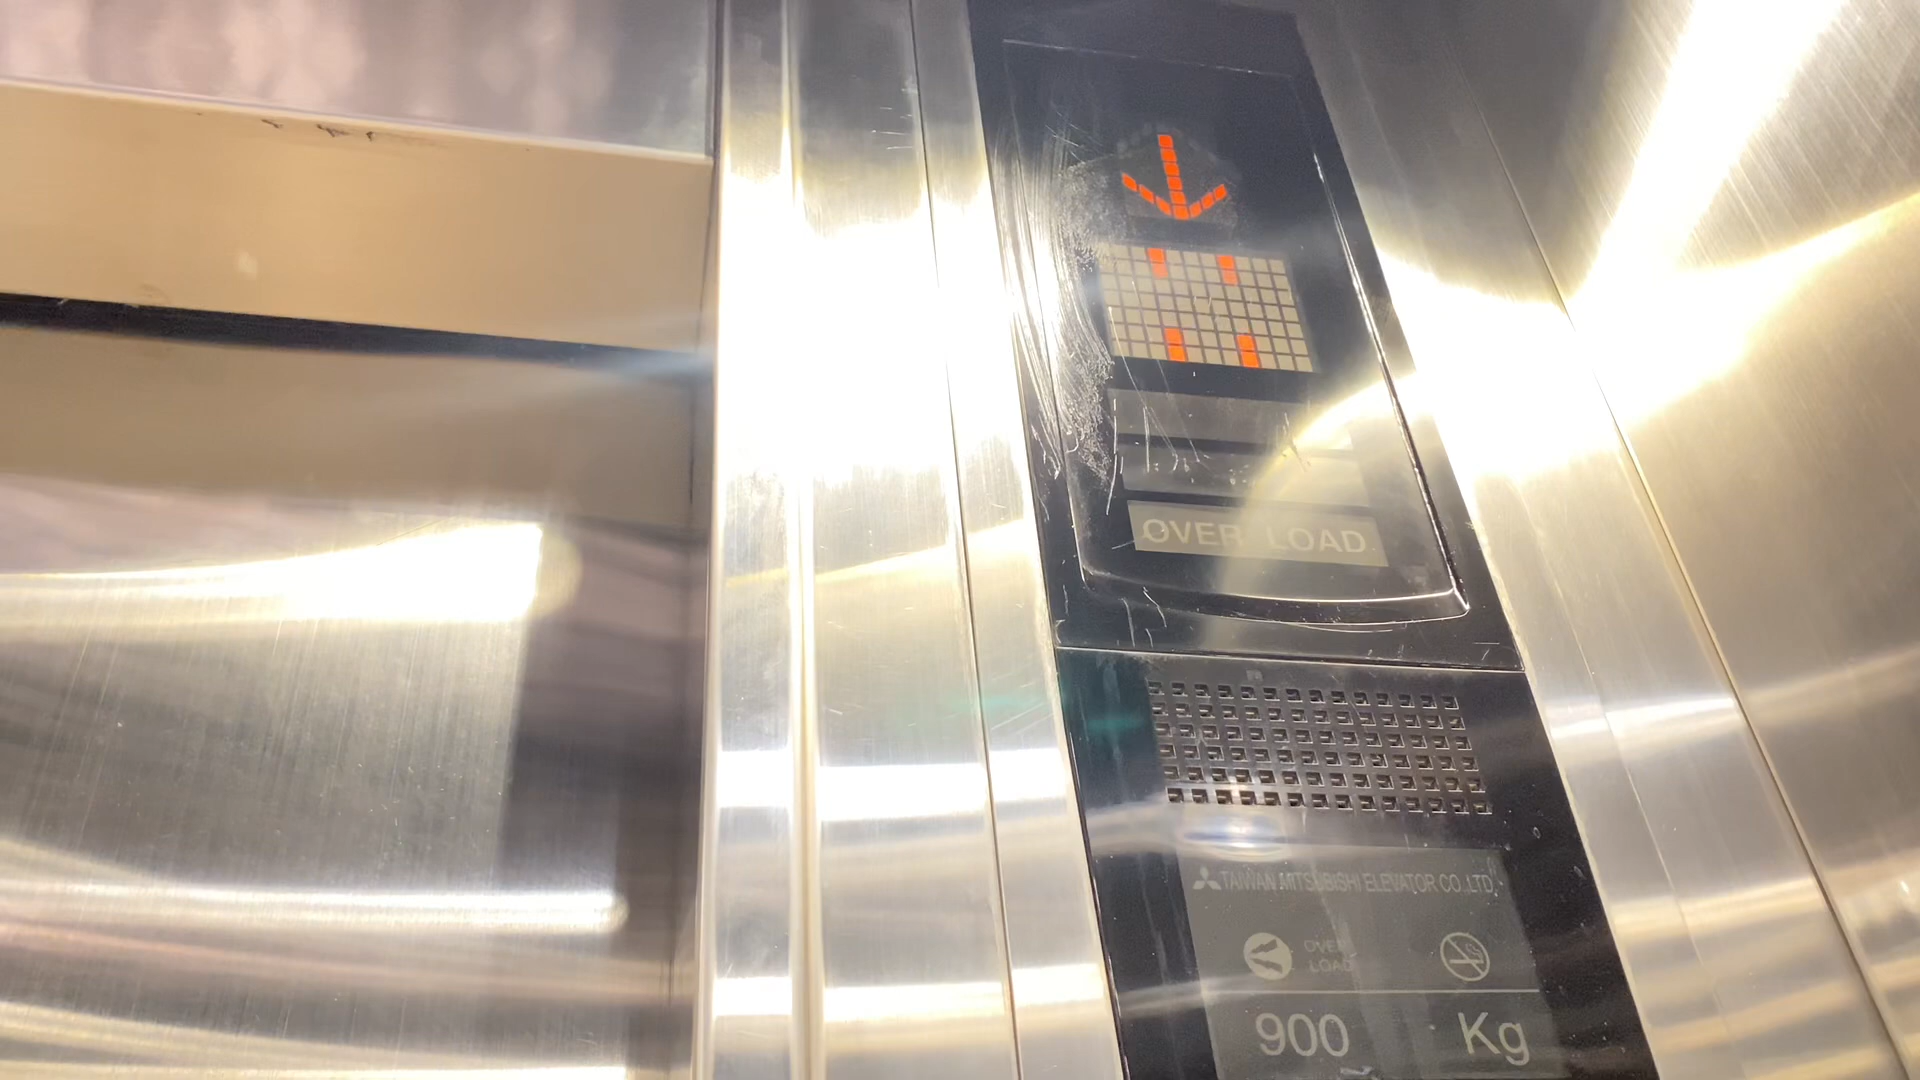 OVER LOAD
TAIWAN MITSUBISHI ELEVATOR CO.,LTD.
OVER
LOAD
900 Kg